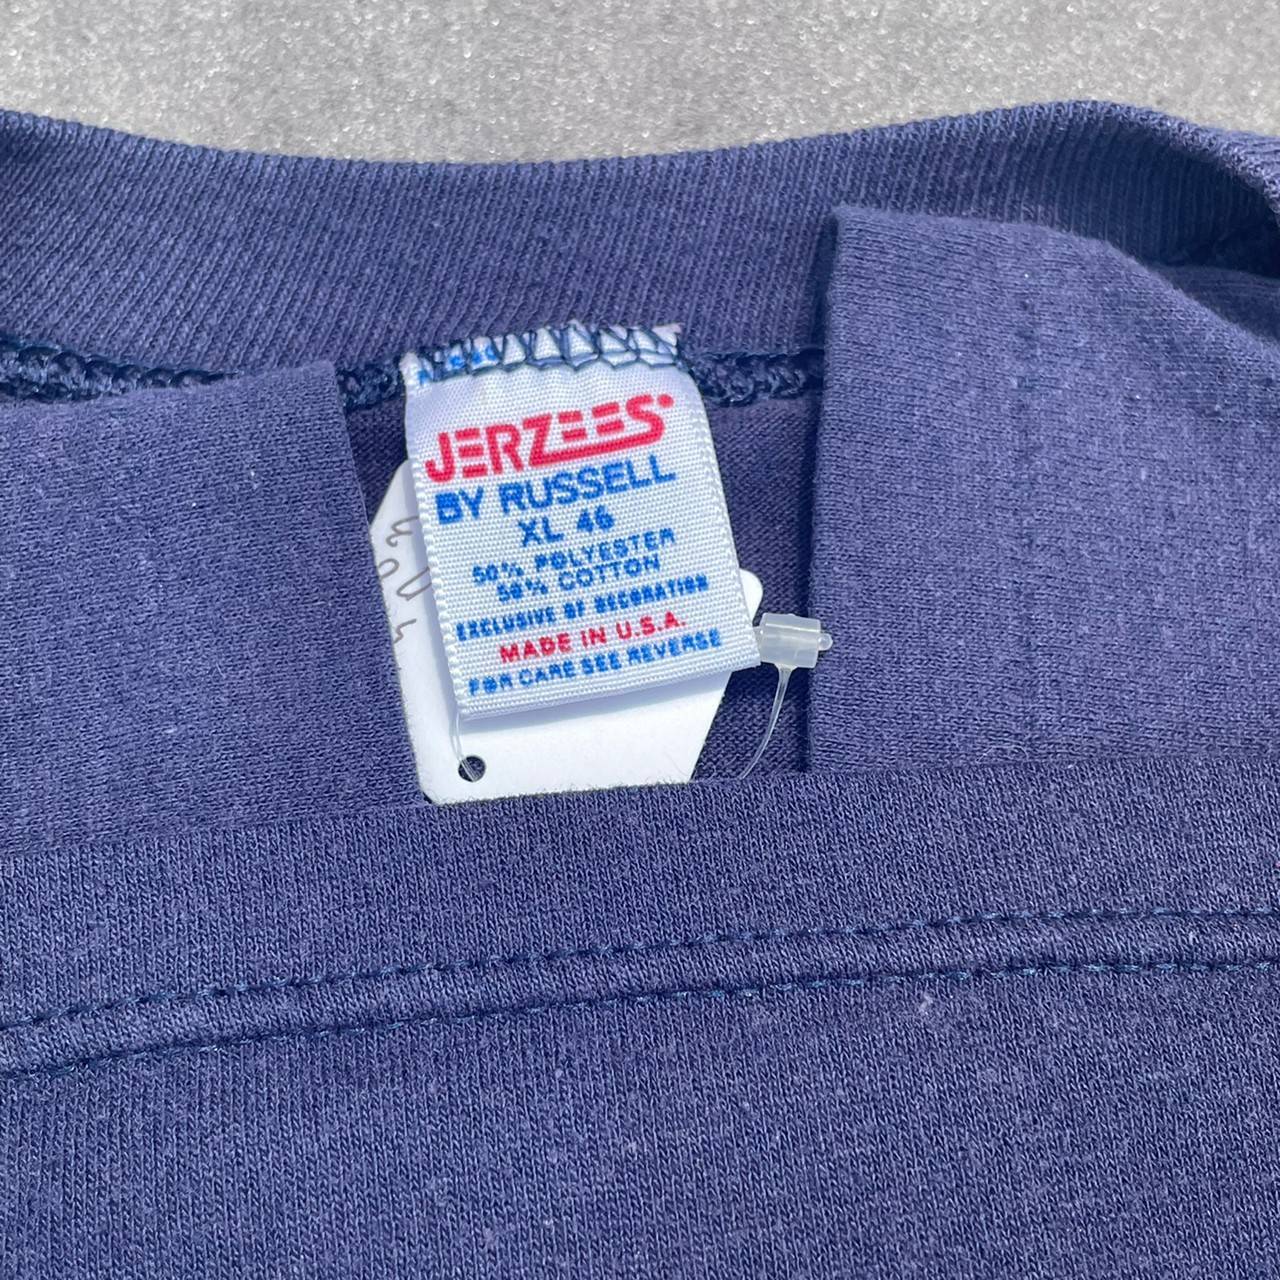 JERZEES
BY RUSSELL
XL 46
50% POLYESTER
50% COTTON
EXCLUSIVE OF DECORATION
MADE IN U.S.A.
FOR CARE SEE REVERSE